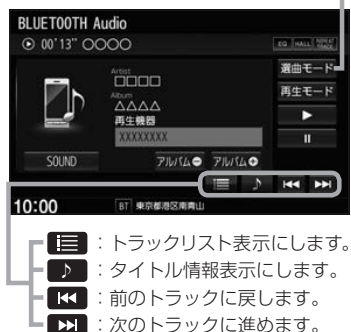 BLUETOOTH Audio
00'13" ○○○○
EQ HALL REPEAT TRACK
選曲モード
Artist
□□□□
再生モード
Album
△△△△
再生機器
XXXXXXXX
SOUND アルバム アルバム
10:00 BT 東京都港区南青山
：トラックリスト表示にします。
：タイトル情報表示にします。
：前のトラックに戻します。
：次のトラックに進めます。